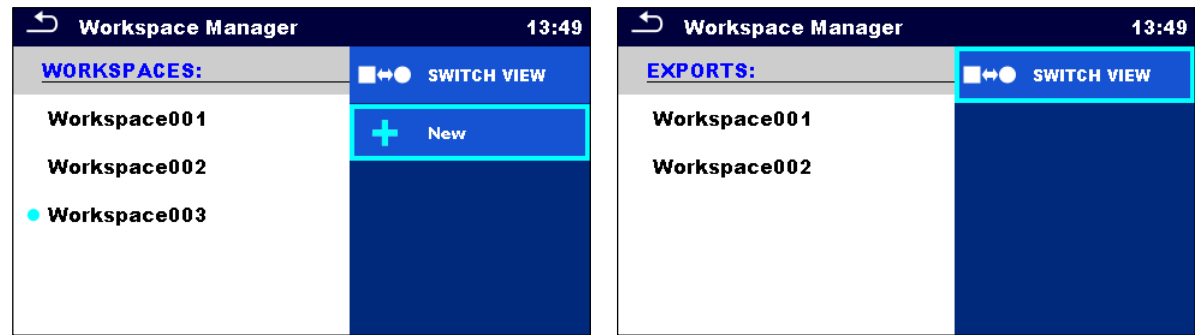 Workspace Manager 13:49
WORKSPACES:
SWITCH VIEW
Workspace001
New
Workspace002
Workspace003
Workspace Manager 13:49
EXPORTS:
SWITCH VIEW
Workspace001
Workspace002